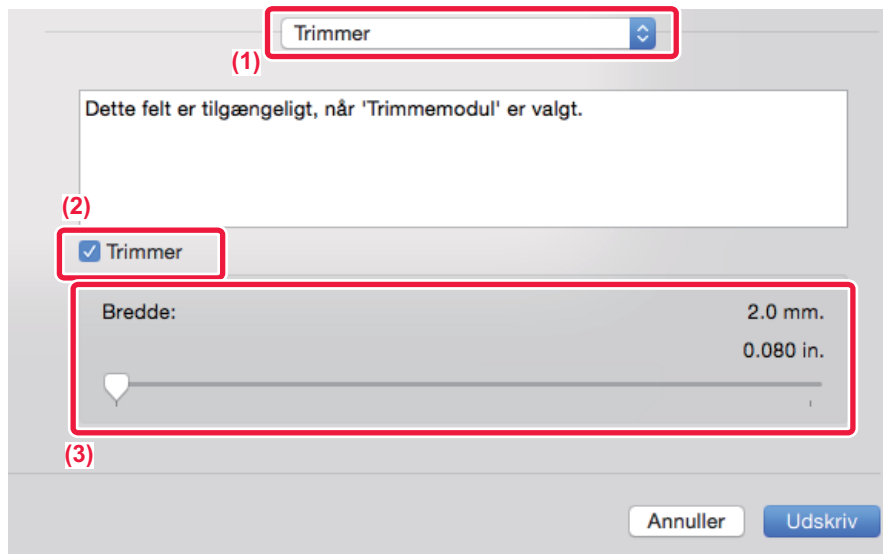 Trimmer
(1)
Dette felt er tilgængeligt, når 'Trimmemodul' er valgt.
(2)
Trimmer
Bredde: 2.0 mm.
0.080 in.
(3)
Annuller Udskriv